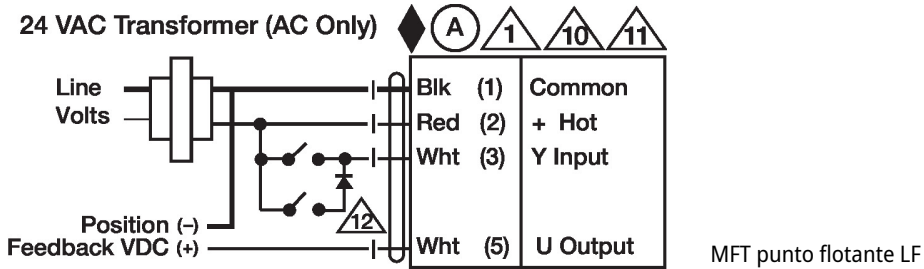 24 VAC Transformer (AC Only)
A
1
10
11
Line
Volts
Blk (1) Common
Red (2) + Hot
Wht (3) Y Input
12
Position (–)
Feedback VDC (+)
Wht (5) U Output
MFT punto flotante LF